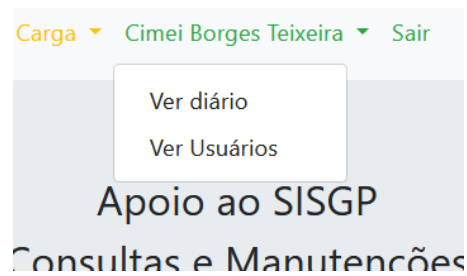 Carga Cimei Borges Teixeira Sair
Ver diário
Ver Usuários
Apoio ao SISGP
Consultas e Manutenções